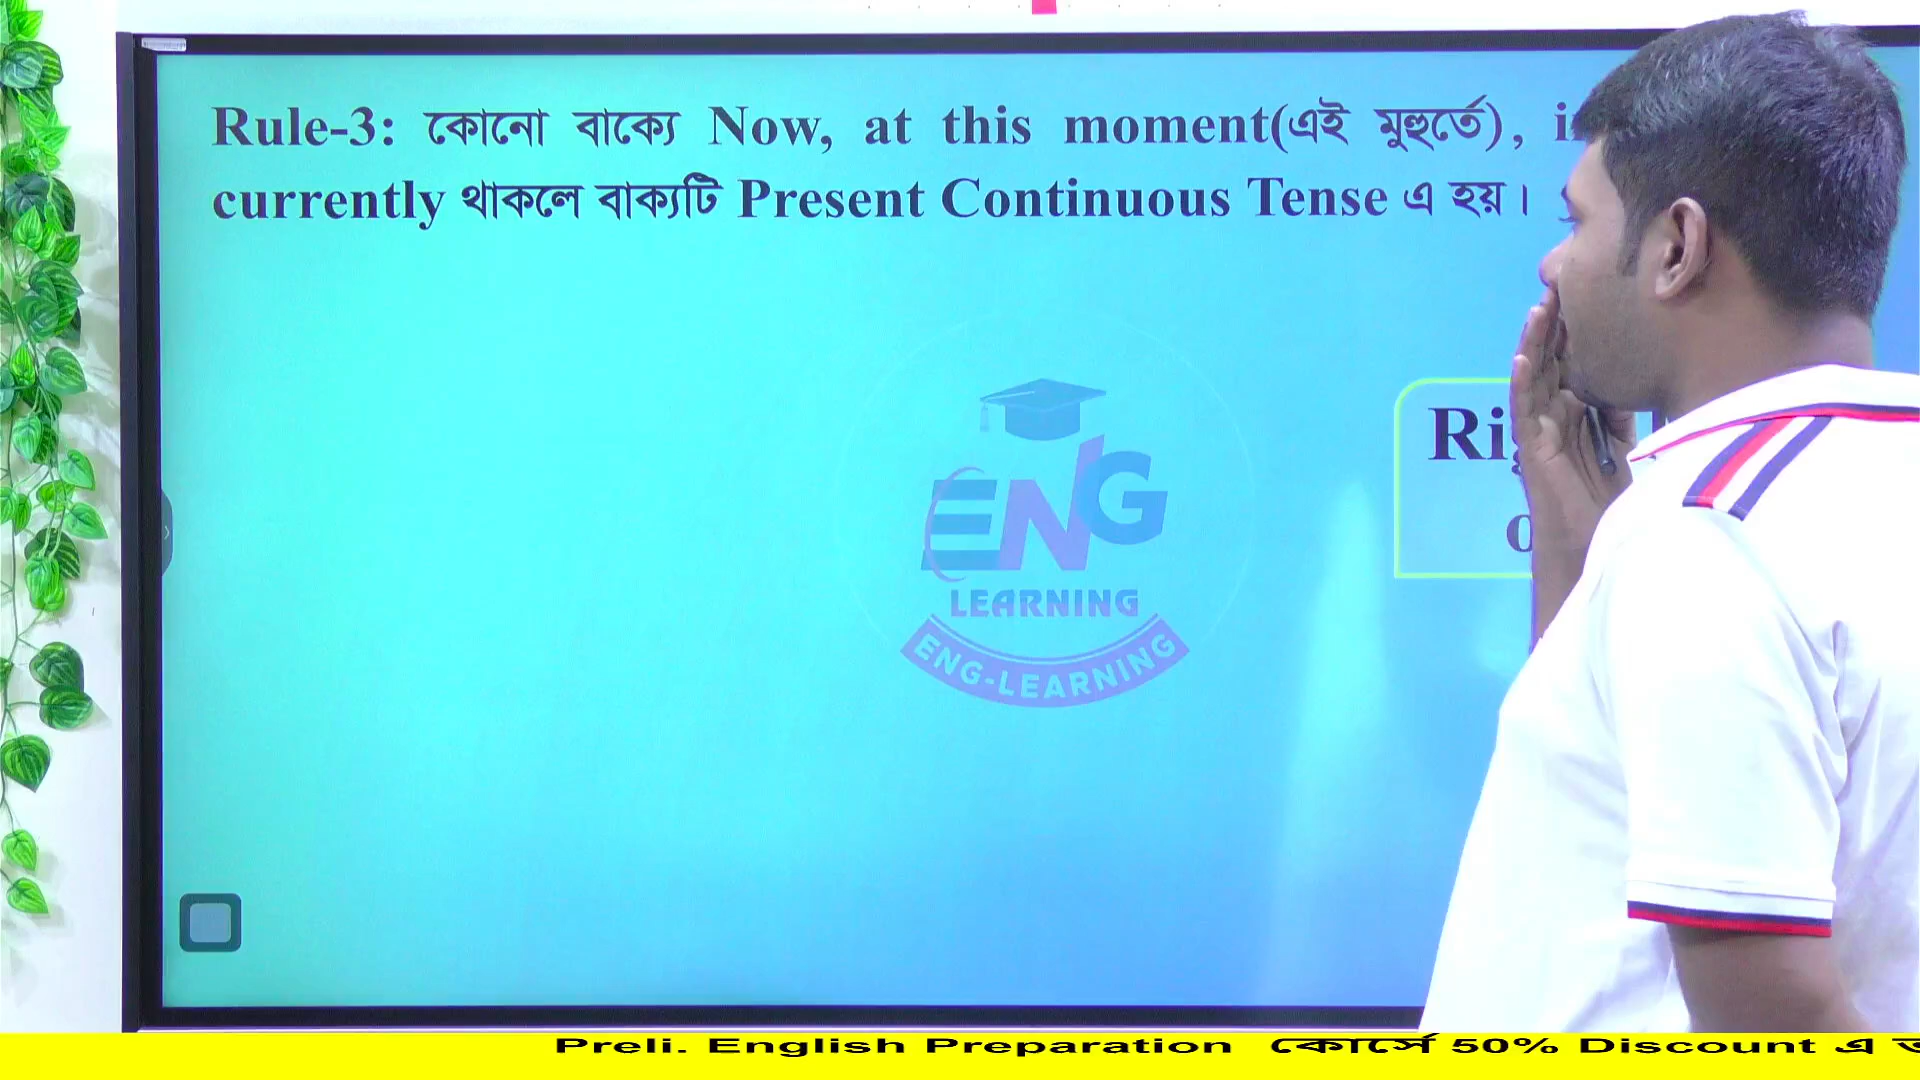 Rule-3: কোনো বাক্যে Now, at this moment(এই মুহুর্তে),
currently থাকলে বাক্যটি Present Continuous Tense এ হয়।
ENG
LEARNING
ENG-LEARNING
Preli. English Preparation কোর্সে 50% Discount এ